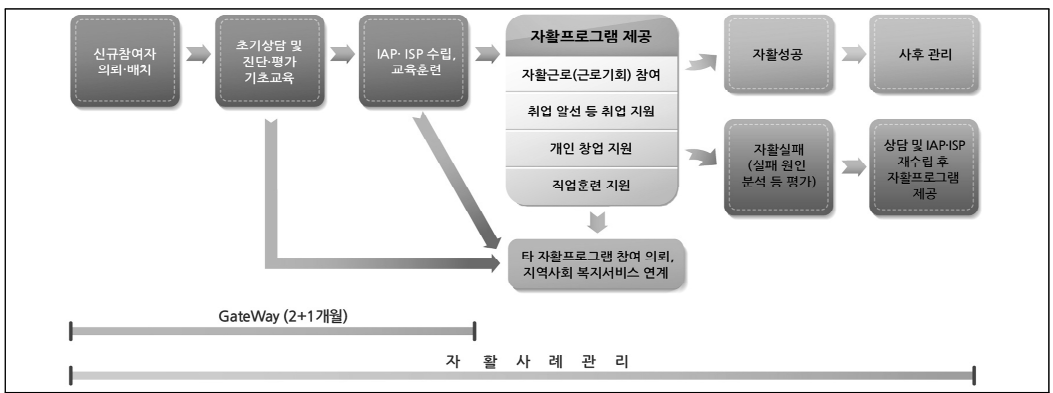 신규참여자
의뢰·배치
초기상담 및
진단·평가
기초교육
IAP· ISP 수립,
교육훈련
자활프로그램 제공
자활근로(근로기회) 참여
취업 알선 등 취업 지원
개인 창업 지원
직업훈련 지원
자활성공
사후 관리
자활실패
(실패 원인
분석 등 평가)
상담 및 IAP·ISP
재수립 후
자활프로그램
제공
타 자활프로그램 참여 의뢰,
지역사회 복지서비스 연계
GateWay (2+1개월)
자 활 사 례 관 리